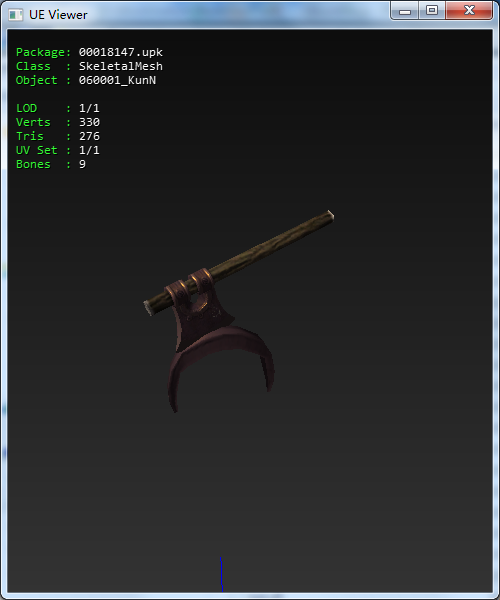 UE Viewer
Package: 00018147.upk
Class  : SkeletalMesh
Object : 060001_KunN
LOD    : 1/1
Verts  : 330
Tris   : 276
UV Set : 1/1
Bones  : 9